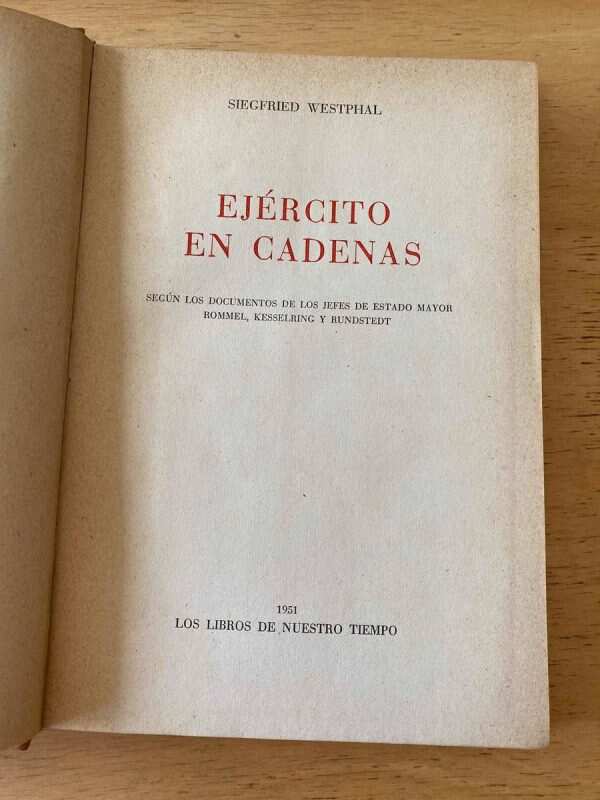 SIEGFRIED WESTPHAL
EJÉRCITO
EN CADENAS
SEGÚN LOS DOCUMENTOS DE LOS JEFES DE ESTADO MAYOR
ROMMEL, KESSELRING Y RUNDSTEDT
1951
LOS LIBROS DE NUESTRO TIEMPO